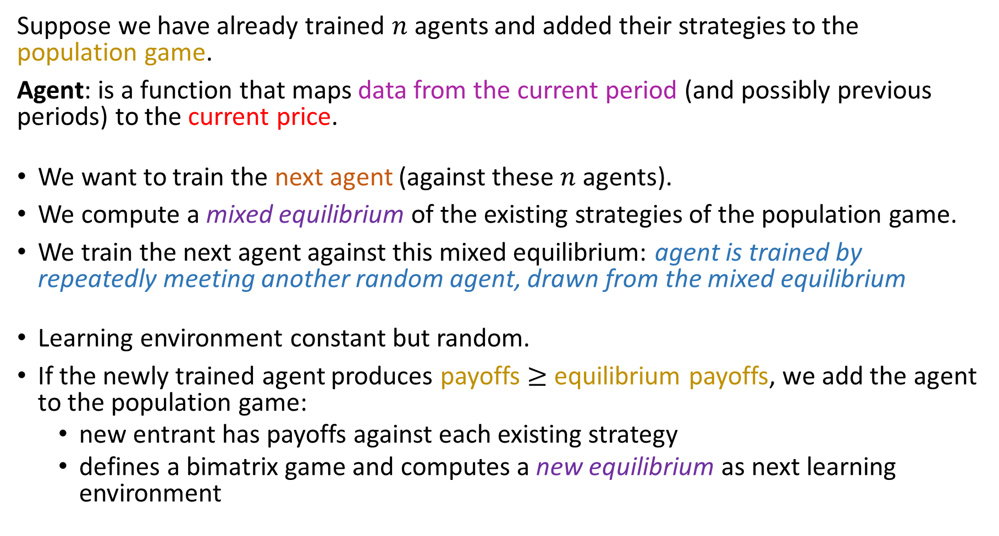 Suppose we have already trained n agents and added their strategies to the
population game.
Agent: is a function that maps data from the current period (and possibly previous
periods) to the current price.
• We want to train the next agent (against these n agents).
• We compute a mixed equilibrium of the existing strategies of the population game.
• We train the next agent against this mixed equilibrium: agent is trained by
repeatedly meeting another random agent, drawn from the mixed equilibrium
• Learning environment constant but random.
• If the newly trained agent produces payoffs ≥ equilibrium payoffs, we add the agent
to the population game:
• new entrant has payoffs against each existing strategy
• defines a bimatrix game and computes a new equilibrium as next learning
environment